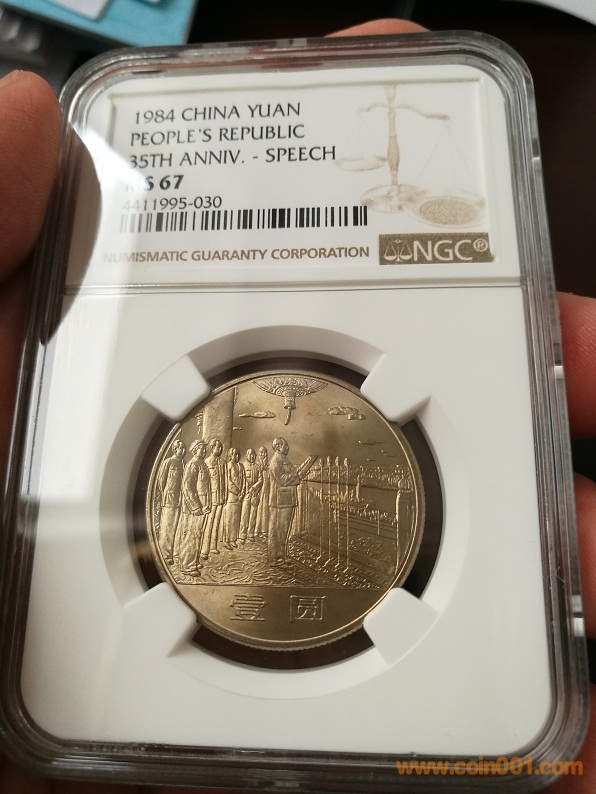 1984 CHINA YUAN
PEOPLE'S REPUBLIC
35TH ANNIV. - SPEECH
MS 67
4411995-030
NUMISMATIC GUARANTY CORPORATION
NGC®
壹 圆
www.coin001.com